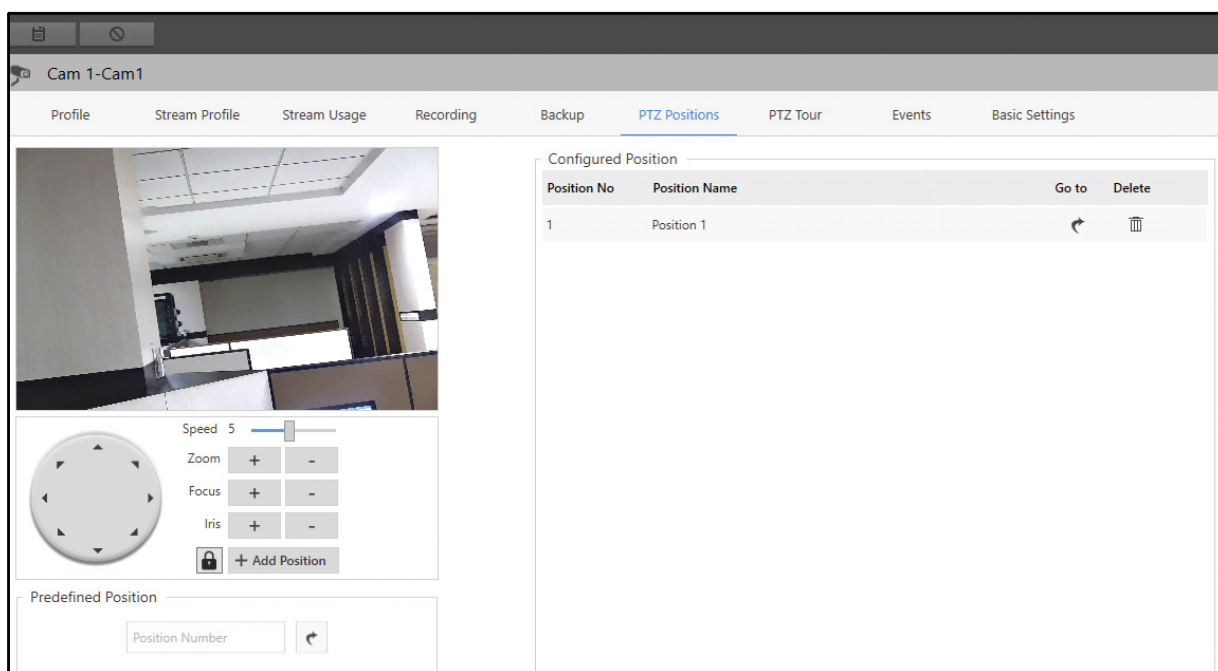 Cam 1-Cam1
Profile Stream Profile Stream Usage Recording Backup PTZ Positions PTZ Tour Events Basic Settings
Configured Position
Position No Position Name Go to Delete
1 Position 1
Speed 5
Zoom + -
Focus + -
Iris + -
+ Add Position
Predefined Position
Position Number